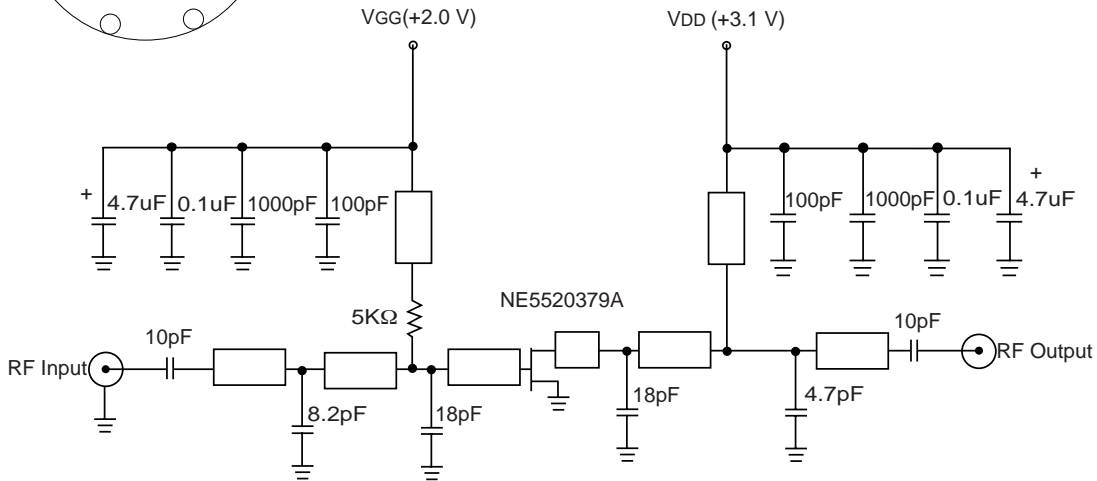 VGG(+2.0 V)
VDD (+3.1 V)
+
4.7uF
0.1uF
1000pF
100pF
100pF
1000pF
0.1uF
+
4.7uF
NE5520379A
5KΩ
10pF
10pF
RF Input
RF Output
8.2pF
18pF
18pF
4.7pF